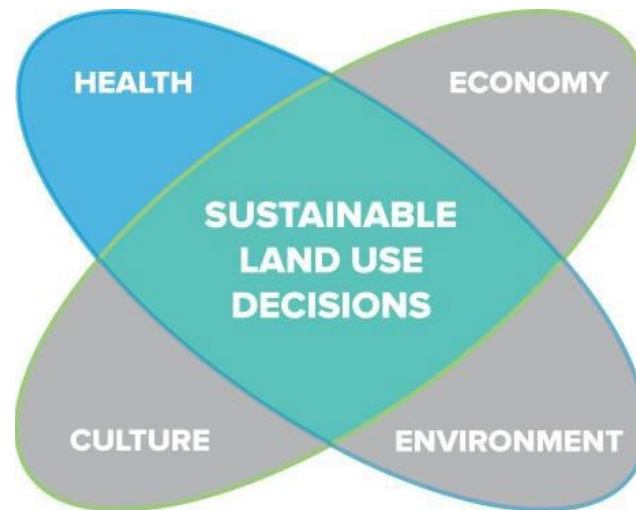 HEALTH
ECONOMY
SUSTAINABLE
LAND USE
DECISIONS
CULTURE
ENVIRONMENT